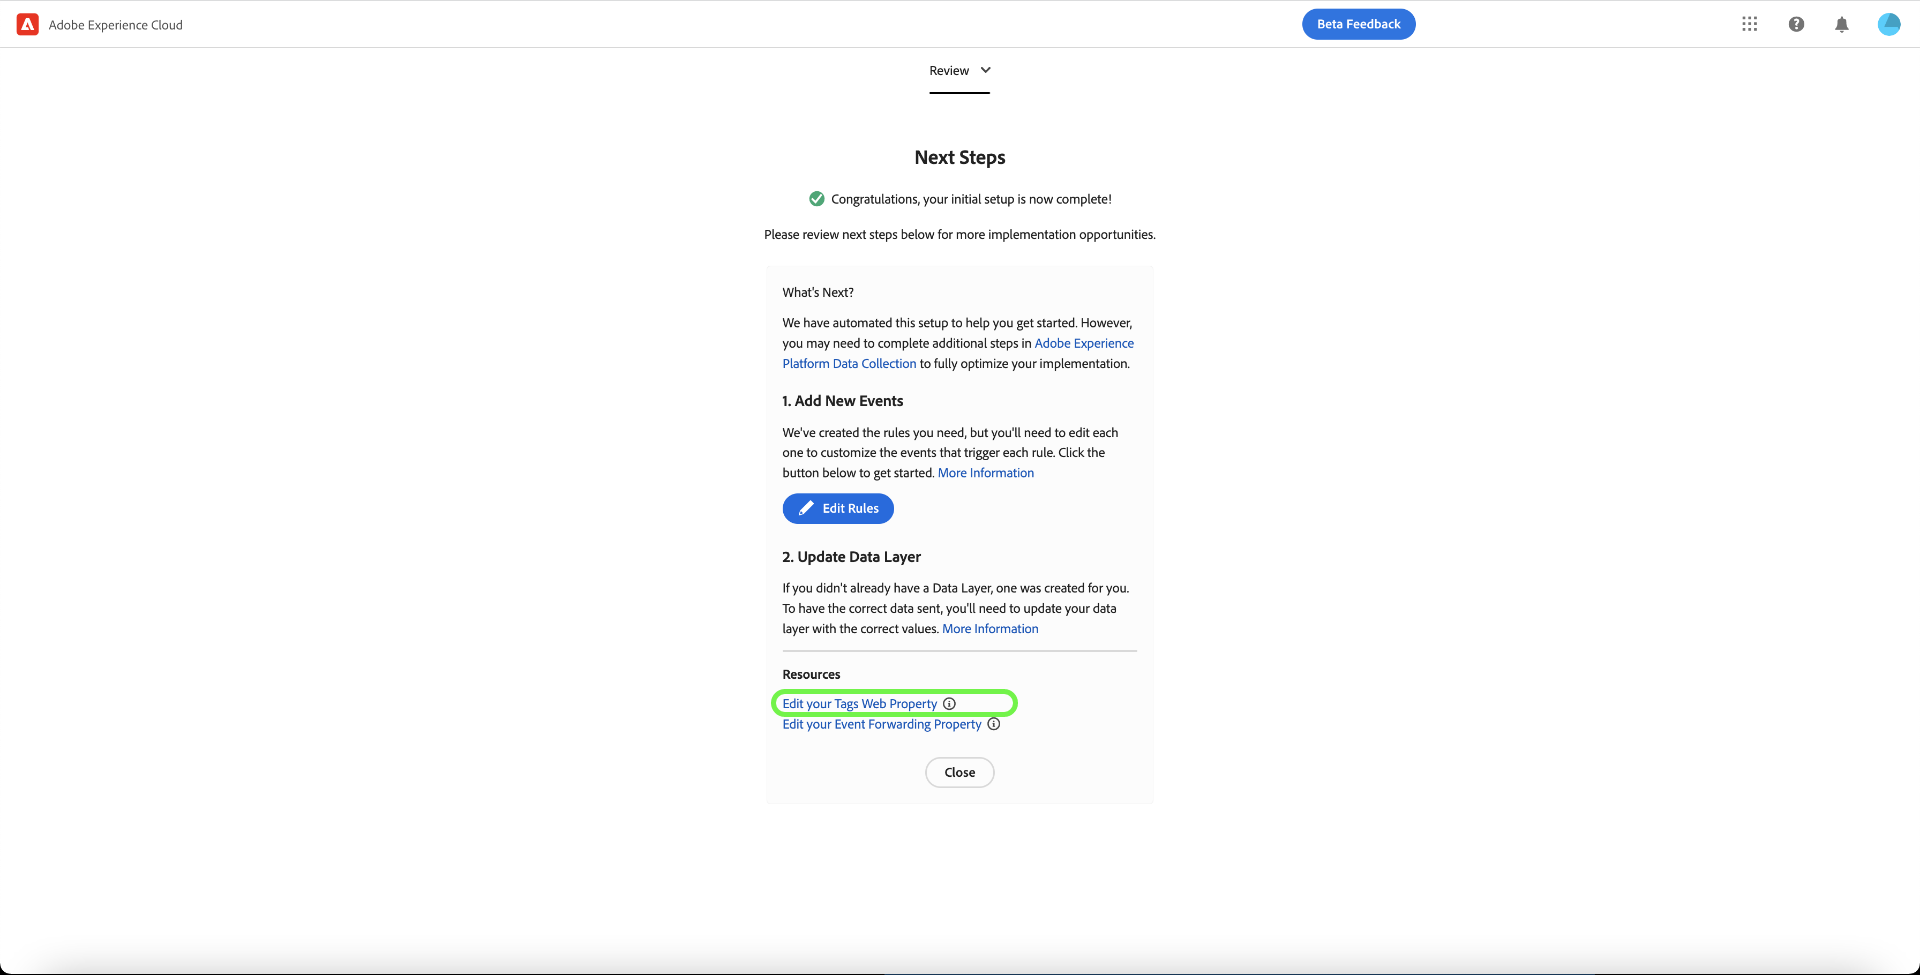 Adobe Experience Cloud
Beta Feedback
Review
Next Steps
Congratulations, your initial setup is now complete!
Please review next steps below for more implementation opportunities.
What's Next?
We have automated this setup to help you get started. However,
you may need to complete additional steps in Adobe Experience
Platform Data Collection to fully optimize your implementation.
1. Add New Events
We've created the rules you need, but you'll need to edit each
one to customize the events that trigger each rule. Click the
button below to get started. More Information
Edit Rules
2. Update Data Layer
If you didn't already have a Data Layer, one was created for you.
To have the correct data sent, you'll need to update your data
layer with the correct values. More Information
Resources
Edit your Tags Web Property
Edit your Event Forwarding Property
Close